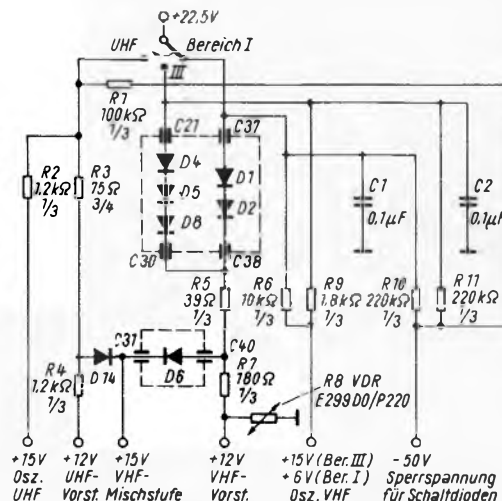 +22,5V
UHF
Bereich I
III
R1
100kΩ
1/3
C27
C37
R2
1,2kΩ
1/3
R3
75Ω
3/4
D4
D5
D8
D1
D2
C1
0,1µF
C2
0,1µF
C30
C38
R5
39Ω
1/3
R6
10kΩ
1/3
R9
1,8kΩ
1/3
R10
220kΩ
1/3
R11
220kΩ
1/3
C31
C40
R4
1,2kΩ
1/3
D14
D6
R7
180Ω
1/3
R8 VDR
E299DD/P220
+15V
Osz.
UHF
+12V
UHF-
Vorst.
+15V
VHF-
Mischstufe
+12V
VHF-
Vorst.
+15V (Ber. III)
+6V (Ber. I)
Osz. VHF
-50V
Sperrspannung
für Schaltdioden